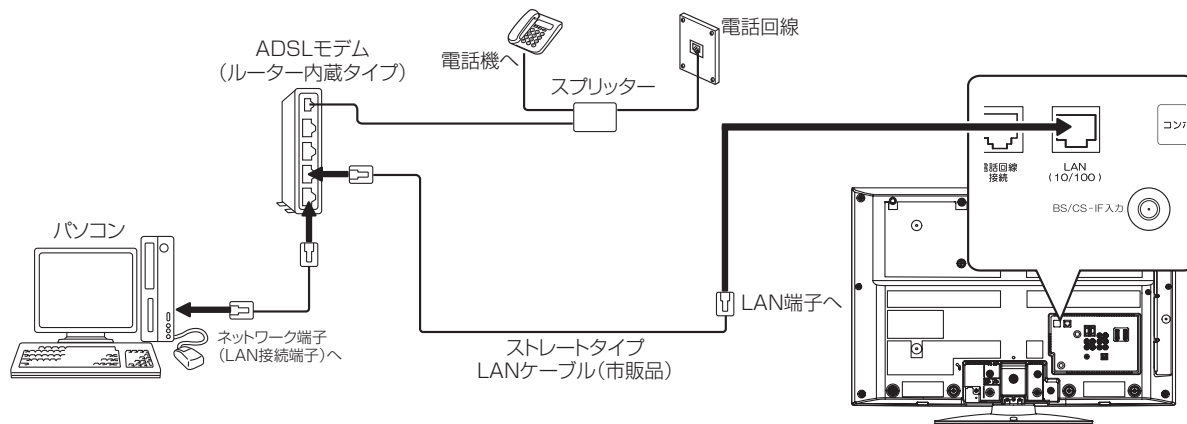 ADSLモデム
（ルーター内蔵タイプ）
電話機へ
電話回線
スプリッター
パソコン
ネットワーク端子
（LAN接続端子）へ
ストレートタイプ
LANケーブル（市販品）
LAN端子へ
電話回線
接続
LAN
（10/100）
BS/CS-IF入力